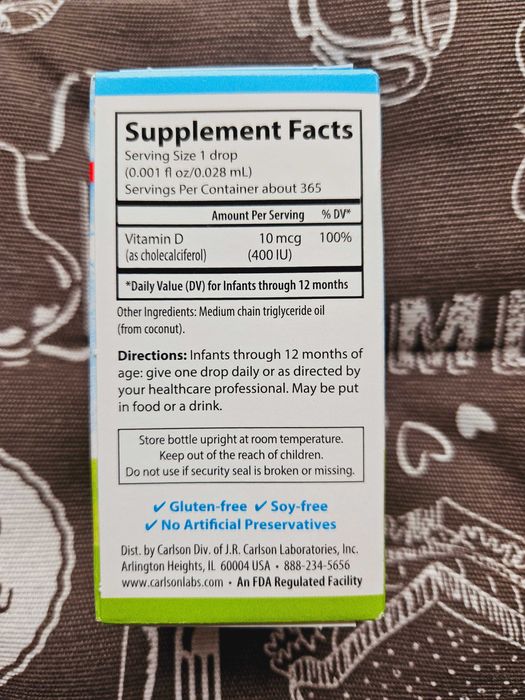 Supplement Facts
Serving Size 1 drop
(0.001 fl oz/0.028 mL)
Servings Per Container about 365
Amount Per Serving % DV*
Vitamin D 10 mcg 100%
(as cholecalciferol) (400 IU)
*Daily Value (DV) for Infants through 12 months
Other Ingredients: Medium chain triglyceride oil
(from coconut).
Directions: Infants through 12 months of
age: give one drop daily or as directed by
your healthcare professional. May be put
in food or a drink.
Store bottle upright at room temperature.
Keep out of the reach of children.
Do not use if security seal is broken or missing.
✓ Gluten-free ✓ Soy-free
✓ No Artificial Preservatives
Dist. by Carlson Div. of J.R. Carlson Laboratories, Inc.
Arlington Heights, IL 60004 USA • 888-234-5656
www.carlsonlabs.com • An FDA Regulated Facility